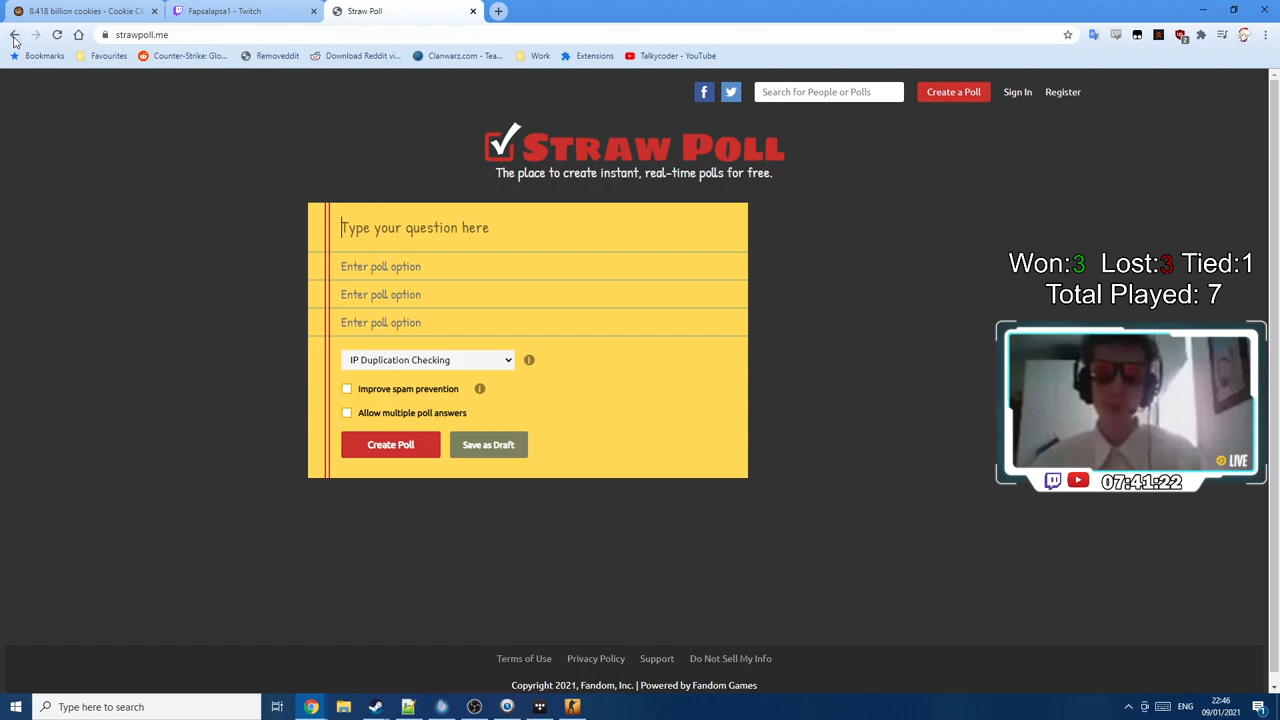 8.418 billion cookies - Cookie Cl
Fapsalapsa1 - Twitch
Straw Poll
strawpoll.me
Bookmarks
Favourites
Counter-Strike: Glo...
Removeddit
Download Reddit vi...
Clanwarz.com - Tea...
Work
Extensions
Talkycoder - YouTube
Search for People or Polls
Create a Poll
Sign In
Register
STRAW POLL
The place to create instant, real-time polls for free.
Type your question here
Enter poll option
Enter poll option
Enter poll option
IP Duplication Checking
Improve spam prevention
Allow multiple poll answers
Create Poll
Save as Draft
Won:3 Lost:3 Tied:1
Total Played: 7
LIVE
07:41:22
Terms of Use
Privacy Policy
Support
Do Not Sell My Info
Copyright 2021, Fandom, Inc. | Powered by Fandom Games
Type here to search
ENG
22:46
09/01/2021